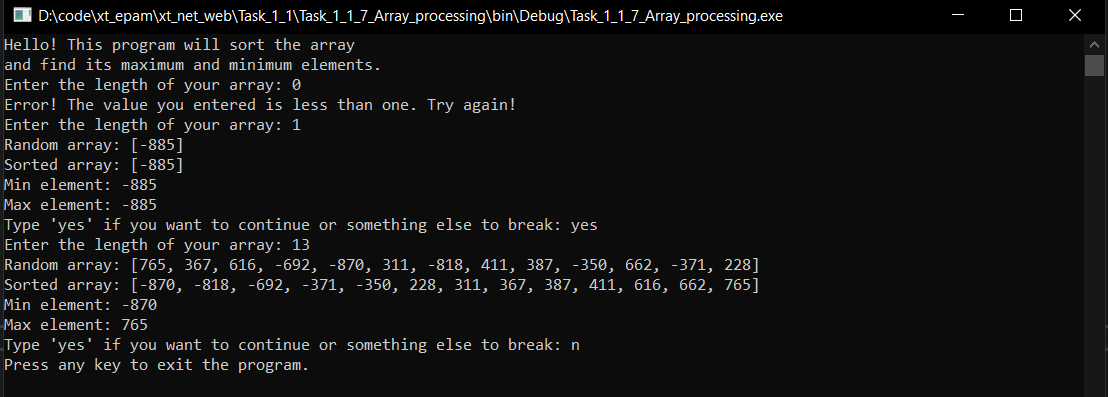 D:\code\xt_epam\xt_net_web\Task_1_1\Task_1_1_7_Array_processing\bin\Debug\Task_1_1_7_Array_processing.exe
Hello! This program will sort the array
and find its maximum and minimum elements.
Enter the length of your array: 0
Error! The value you entered is less than one. Try again!
Enter the length of your array: 1
Random array: [-885]
Sorted array: [-885]
Min element: -885
Max element: -885
Type 'yes' if you want to continue or something else to break: yes
Enter the length of your array: 13
Random array: [765, 367, 616, -692, -870, 311, -818, 411, 387, -350, 662, -371, 228]
Sorted array: [-870, -818, -692, -371, -350, 228, 311, 367, 387, 411, 616, 662, 765]
Min element: -870
Max element: 765
Type 'yes' if you want to continue or something else to break: n
Press any key to exit the program.